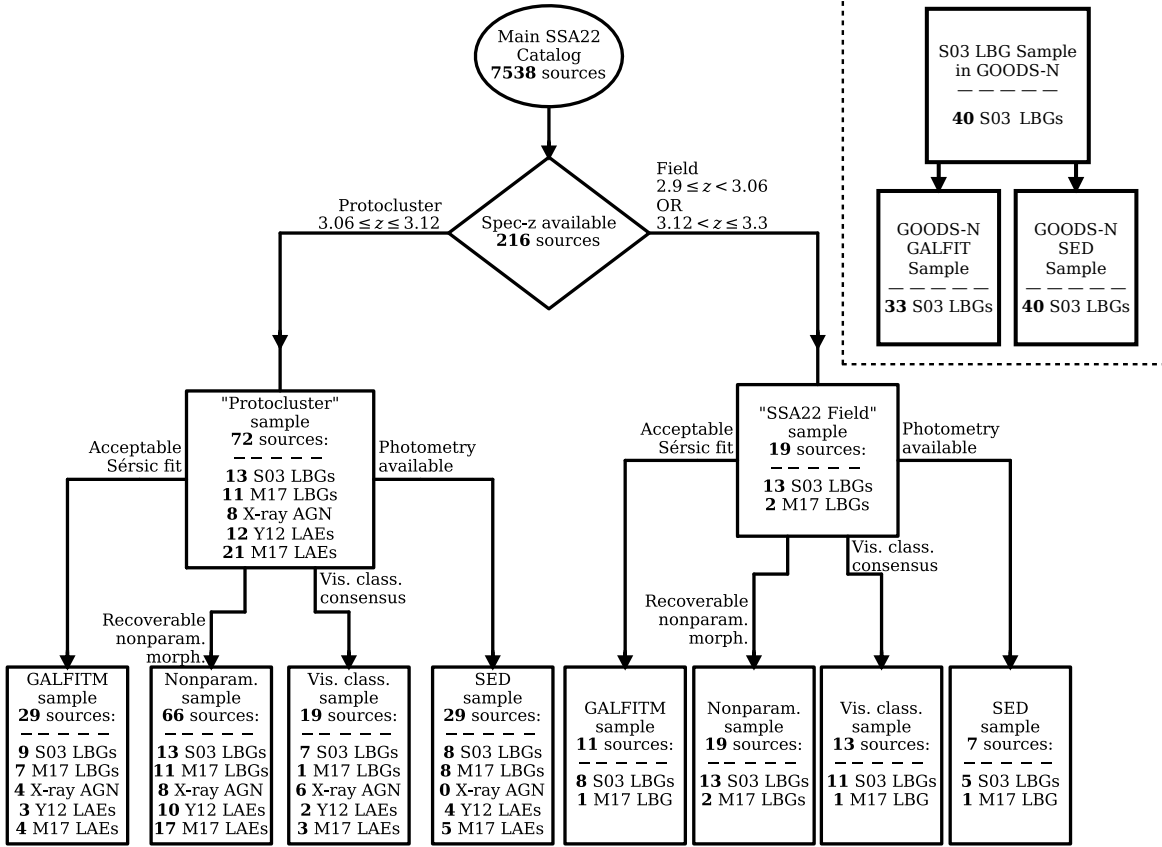 Main SSA22
Catalog
7538 sources
S03 LBG Sample
in GOODS-N
40 S03 LBGs
GOODS-N
GALFIT
Sample
33 S03 LBGs
GOODS-N
SED
Sample
40 S03 LBGs
Protocluster
3.06 ≤ z ≤ 3.12
Spec-z available
216 sources
Field
2.9 ≤ z < 3.06
OR
3.12 < z ≤ 3.3
"Protocluster"
sample
72 sources:
13 S03 LBGs
11 M17 LBGs
8 X-ray AGN
12 Y12 LAEs
21 M17 LAEs
"SSA22 Field"
sample
19 sources:
13 S03 LBGs
2 M17 LBGs
Acceptable
Sérsic fit
Photometry
available
Recoverable
nonparam.
morph.
Vis. class.
consensus
Acceptable
Sérsic fit
Photometry
available
Recoverable
nonparam.
morph.
Vis. class.
consensus
GALFITM
sample
29 sources:
9 S03 LBGs
7 M17 LBGs
4 X-ray AGN
3 Y12 LAEs
4 M17 LAEs
Nonparam.
sample
66 sources:
13 S03 LBGs
11 M17 LBGs
8 X-ray AGN
10 Y12 LAEs
17 M17 LAEs
Vis. class.
sample
19 sources:
7 S03 LBGs
1 M17 LBGs
6 X-ray AGN
2 Y12 LAEs
3 M17 LAEs
SED
sample
29 sources:
8 S03 LBGs
8 M17 LBGs
0 X-ray AGN
4 Y12 LAEs
5 M17 LAEs
GALFITM
sample
11 sources:
8 S03 LBGs
1 M17 LBG
Nonparam.
sample
19 sources:
13 S03 LBGs
2 M17 LBGs
Vis. class.
sample
13 sources:
11 S03 LBGs
1 M17 LBG
SED
sample
7 sources:
5 S03 LBGs
1 M17 LBG